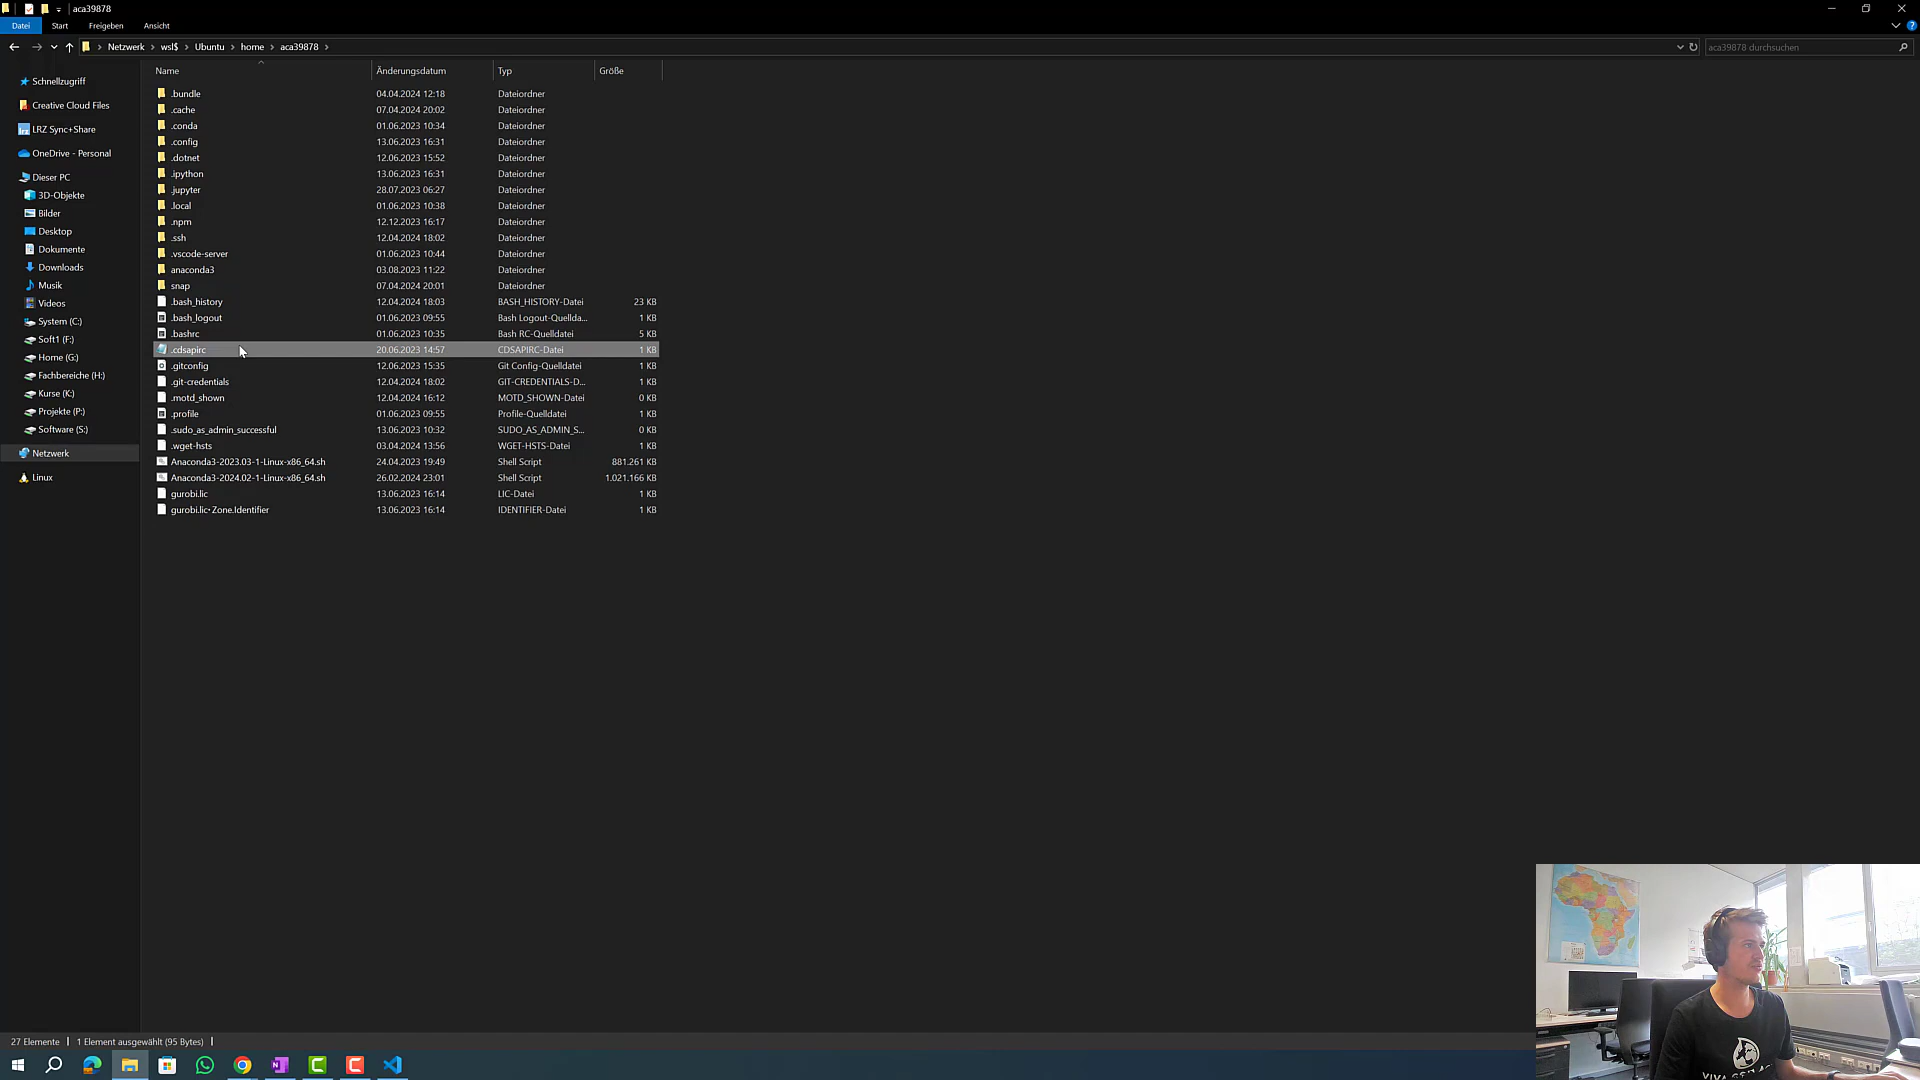 aca39878
Datei Start Freigeben Ansicht
Netzwerk wsl$ Ubuntu home aca39878 aca39878 durchsuchen
Name Änderungsdatum Typ Größe
Schnellzugriff
Creative Cloud Files
LRZ Sync+Share
OneDrive - Personal
Dieser PC
3D-Objekte
Bilder
Desktop
Dokumente
Downloads
Musik
Videos
System (C:)
Soft1 (F:)
Home (G:)
Fachbereiche (H:)
Kurse (K:)
Projekte (P:)
Software (S:)
Netzwerk
Linux
.bundle 04.04.2024 12:18 Dateiordner
.cache 07.04.2024 20:02 Dateiordner
.conda 01.06.2023 10:34 Dateiordner
.config 13.06.2023 16:31 Dateiordner
.dotnet 12.06.2023 15:52 Dateiordner
.ipython 13.06.2023 16:31 Dateiordner
.jupyter 28.07.2023 06:27 Dateiordner
.local 01.06.2023 10:38 Dateiordner
.npm 12.12.2023 16:17 Dateiordner
.ssh 12.04.2024 18:02 Dateiordner
.vscode-server 01.06.2023 10:44 Dateiordner
anaconda3 03.08.2023 11:22 Dateiordner
snap 07.04.2024 20:01 Dateiordner
.bash_history 12.04.2024 18:03 BASH_HISTORY-Datei 23 KB
.bash_logout 01.06.2023 09:55 Bash Logout-Quellda... 1 KB
.bashrc 01.06.2023 10:35 Bash RC-Quelldatei 5 KB
.cdsapirc 20.06.2023 14:57 CDSAPIRC-Datei 1 KB
.gitconfig 12.06.2023 15:35 Git Config-Quelldatei 1 KB
.git-credentials 12.04.2024 18:02 GIT-CREDENTIALS-D... 1 KB
.motd_shown 12.04.2024 16:12 MOTD_SHOWN-Datei 0 KB
.profile 01.06.2023 09:55 Profile-Quelldatei 1 KB
.sudo_as_admin_successful 13.06.2023 10:32 SUDO_AS_ADMIN_S... 0 KB
.wget-hsts 03.04.2024 13:56 WGET-HSTS-Datei 1 KB
Anaconda3-2023.03-1-Linux-x86_64.sh 24.04.2023 19:49 Shell Script 881.261 KB
Anaconda3-2024.02-1-Linux-x86_64.sh 26.02.2024 23:01 Shell Script 1.021.166 KB
gurobi.lic 13.06.2023 16:14 LIC-Datei 1 KB
gurobi.lic·Zone.Identifier 13.06.2023 16:14 IDENTIFIER-Datei 1 KB
27 Elemente 1 Element ausgewählt (95 Bytes)